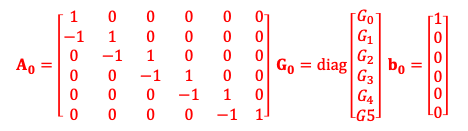 1 0 0 0 0 0 G₀ 1
−1 1 0 0 0 0 G₁ 0
A₀ = 0 −1 1 0 0 0 G₀ = diag G₂ b₀ = 0
0 0 −1 1 0 0 G₃ 0
0 0 0 −1 1 0 G₄ 0
0 0 0 0 −1 1 G5 0